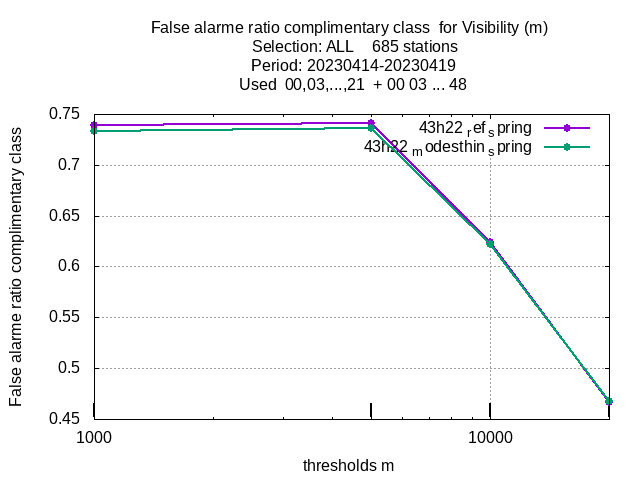 False alarme ratio complimentary class  for Visibility (m)
Selection: ALL    685 stations
Period: 20230414-20230419
Used  00,03,...,21  + 00 03 ... 48
False alarme ratio complimentary class
0.75
0.7
0.65
0.6
0.55
0.5
0.45
43h22 ref spring
43h22 modesthin spring
1000
10000
thresholds m